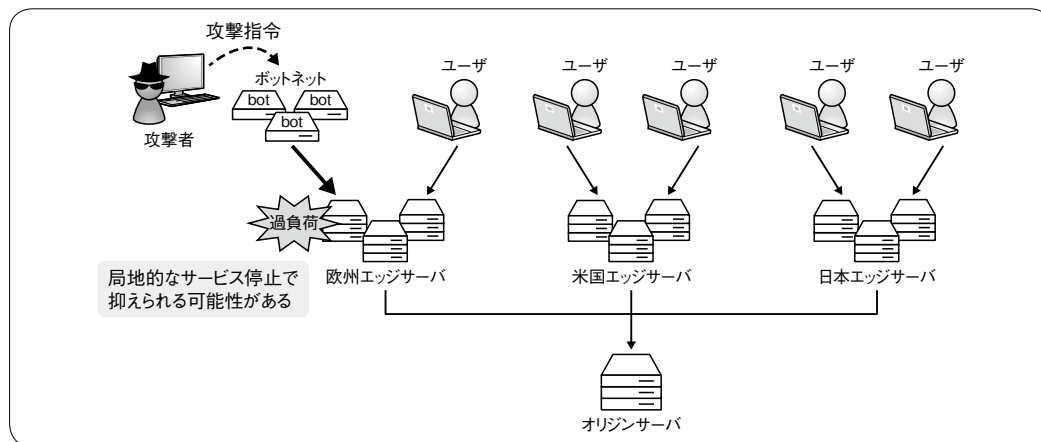 攻撃指令
ボットネット
bot
bot
bot
攻撃者
ユーザ
ユーザ
ユーザ
ユーザ
ユーザ
過負荷
欧州エッジサーバ
米国エッジサーバ
日本エッジサーバ
局地的なサービス停止で
抑えられる可能性がある
オリジンサーバ